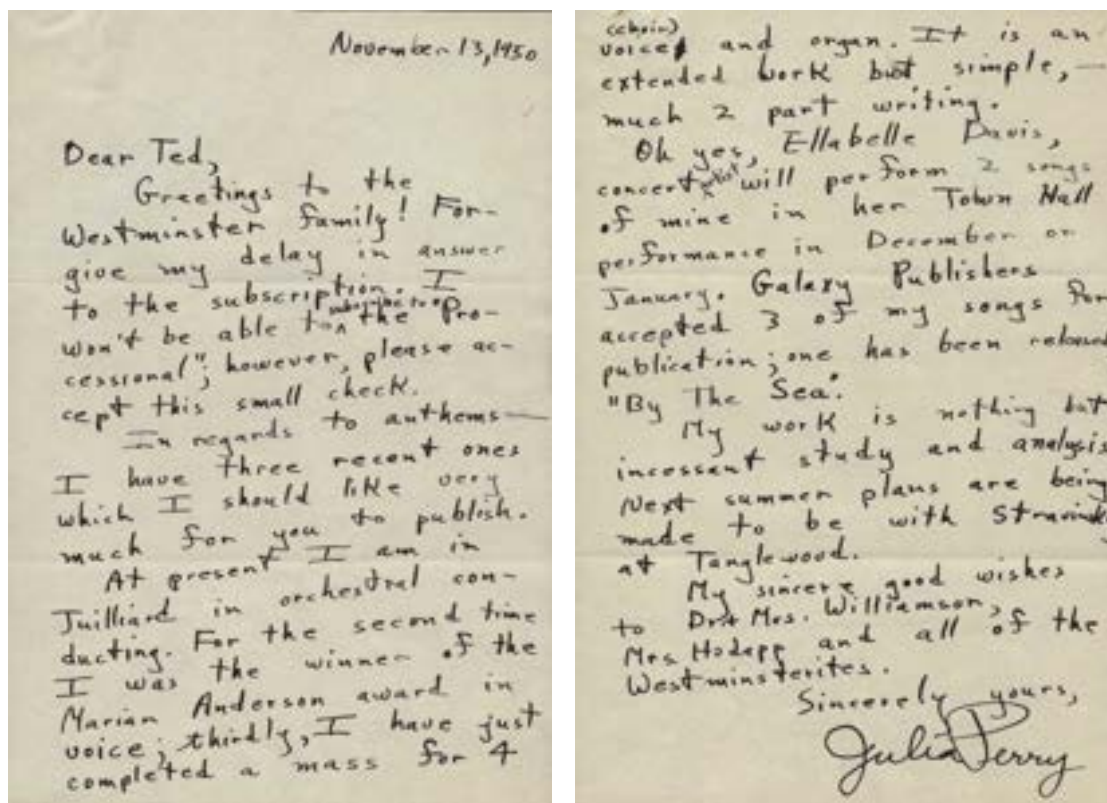 November 13, 1950
Dear Ted,
Greetings to the
Westminster family! For-
give my delay in answer
to the subscription. I
won't be able to subscribe to the Pro-
cessional"; however, please ac-
cept this small check.
In regards to anthems—
I have three recent ones
which I should like very
much for you to publish.
At present I am in
Juilliard in orchestral con-
ducting. For the second time
I was the winner of the
Marian Anderson award in
voice; thirdly, I have just
completed a mass for 4
(choir)
voice and organ. It is an
extended work but simple,—
much 2 part writing.
Oh yes, Ellabelle Davis,
concert artist will perform 2 songs
of mine in her Town Hall
performance in December or
January. Galaxy Publishers
accepted 3 of my songs for
publication; one has been released
"By The Sea".
My work is nothing but
incessant study and analysis
Next summer plans are being
made to be with Stravinsk
at Tanglewood.
My sincere good wishes
to Dr & Mrs. Williamson,
Mrs Hodapp and all of the
Westminsterites.
Sincerely yours,
Julia Perry